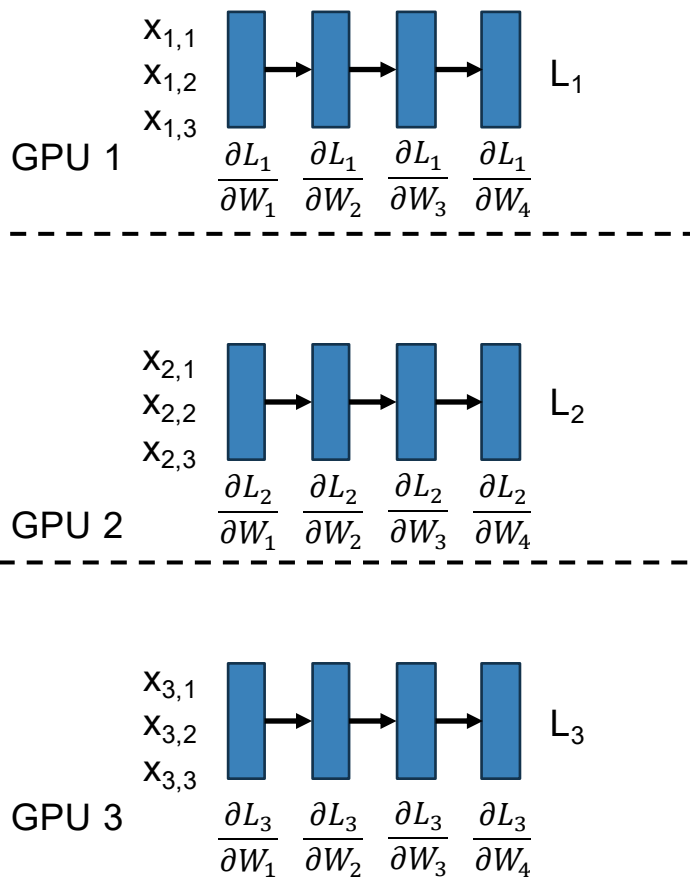 x1,1
x1,2
x1,3
L1
GPU 1
∂L1/∂W1 ∂L1/∂W2 ∂L1/∂W3 ∂L1/∂W4
x2,1
x2,2
x2,3
L2
GPU 2
∂L2/∂W1 ∂L2/∂W2 ∂L2/∂W3 ∂L2/∂W4
x3,1
x3,2
x3,3
L3
GPU 3
∂L3/∂W1 ∂L3/∂W2 ∂L3/∂W3 ∂L3/∂W4